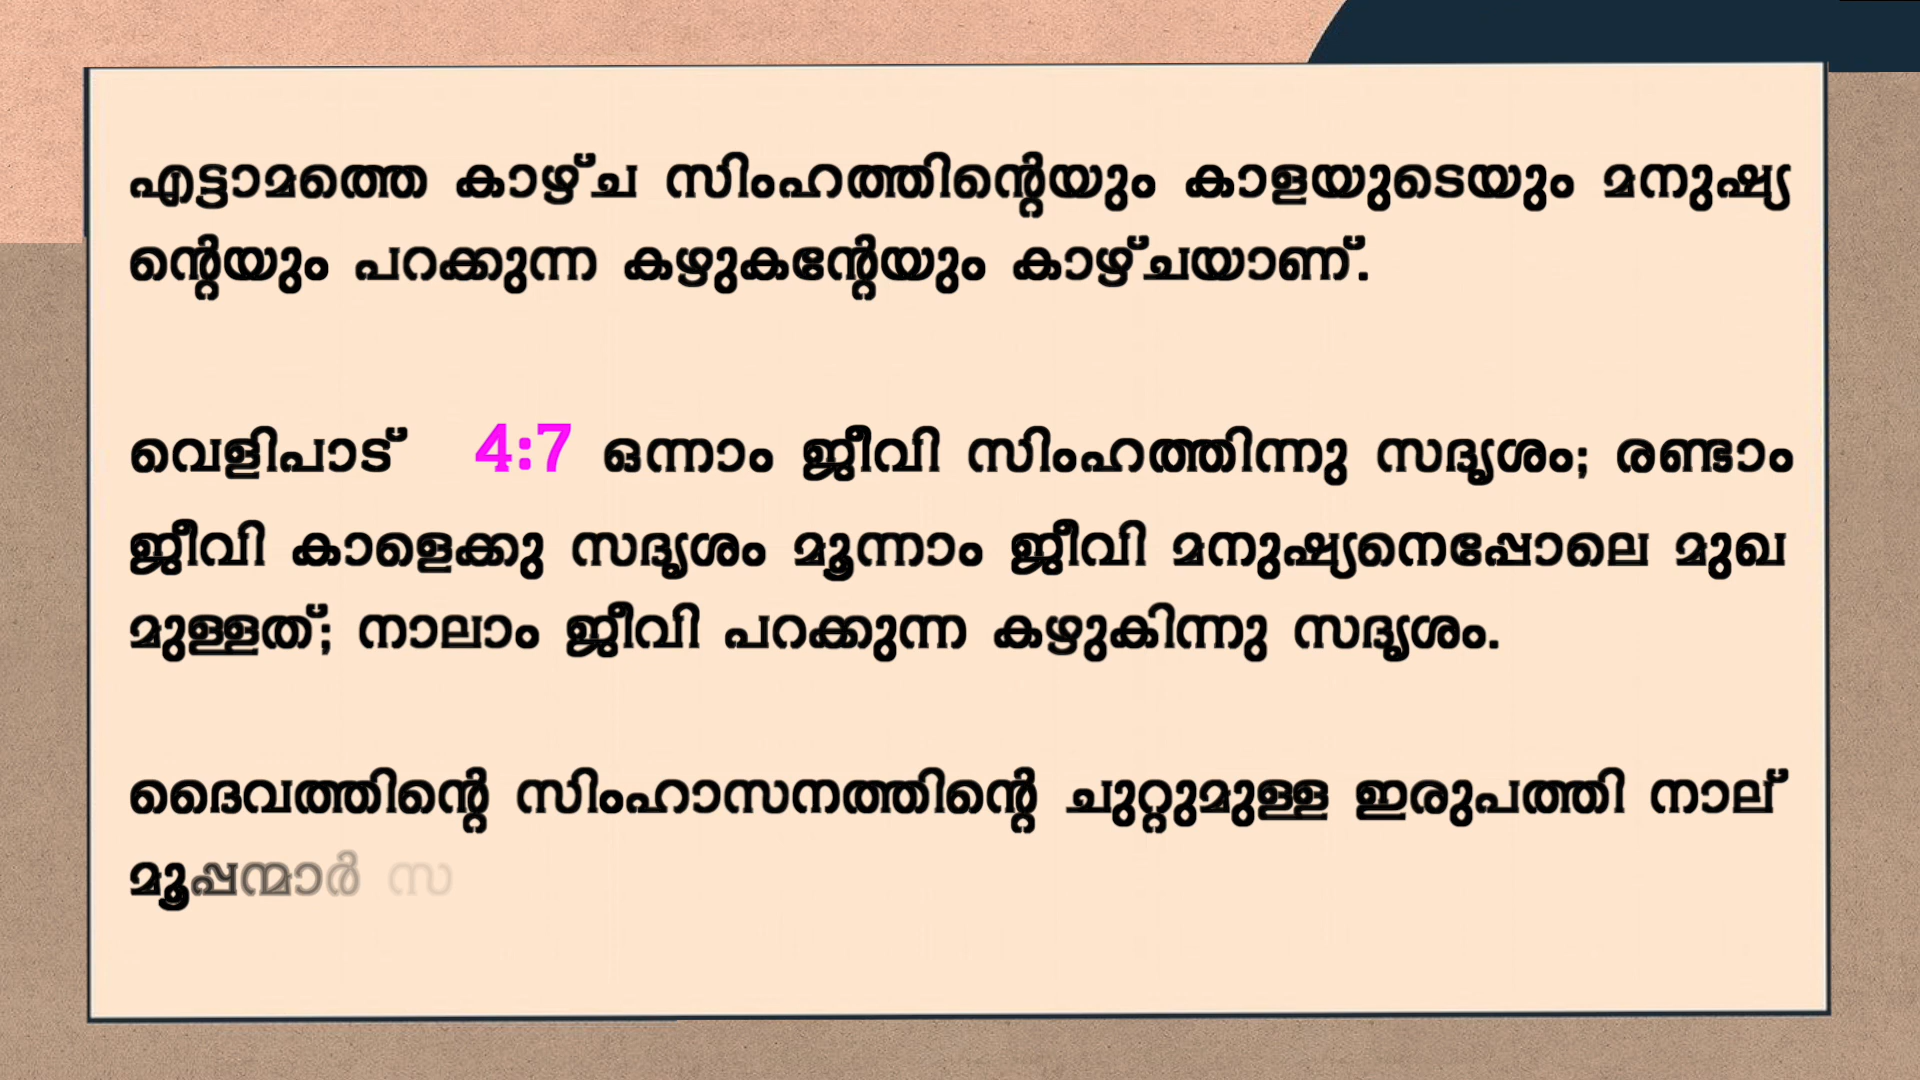 എട്ടാമത്തെ കാഴ്ച സിംഹത്തിന്റെയും കാളയുടെയും മനുഷ്യ
ന്റെയും പറക്കുന്ന കഴുകന്റേയും കാഴ്ചയാണ്.
വെളിപാട് 4:7 ഒന്നാം ജീവി സിംഹത്തിന്നു സദൃശം; രണ്ടാം
ജീവി കാളെക്കു സദൃശം മൂന്നാം ജീവി മനുഷ്യനെപ്പോലെ മുഖ
മുള്ളത്; നാലാം ജീവി പറക്കുന്ന കഴുകിന്നു സദൃശം.
ദൈവത്തിന്റെ സിംഹാസനത്തിന്റെ ചുറ്റുമുള്ള ഇരുപത്തി നാല്
മൂപ്പന്മാർ സ